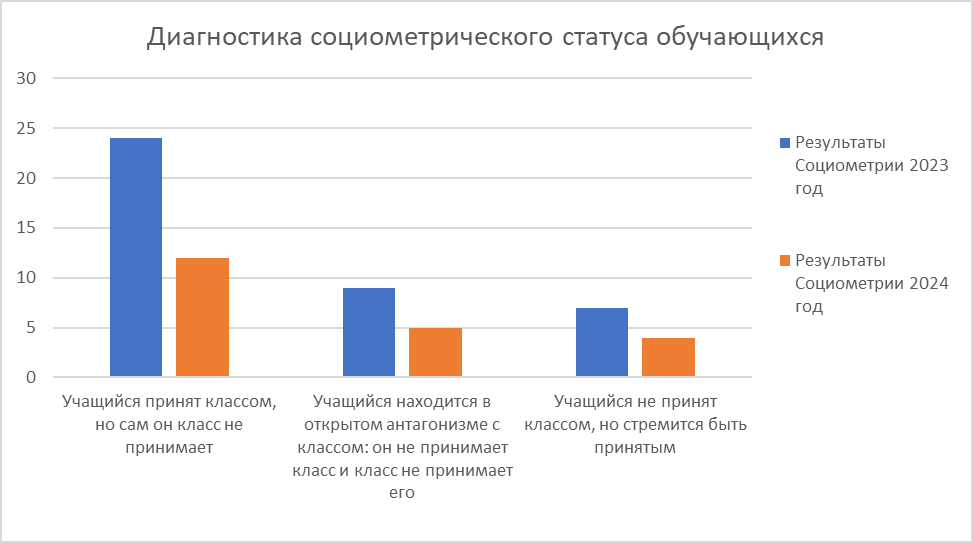 Диагностика социометрического статуса обучающихся
30
25
20
15
10
5
0
Учащийся принят классом,
но сам он класс не
принимает
Учащийся находится в
открытом антагонизме с
классом: он не принимает
класс и класс не принимает
его
Учащийся не принят
классом, но стремится быть
принятым
Результаты
Социометрии 2023
год
Результаты
Социометрии 2024
год